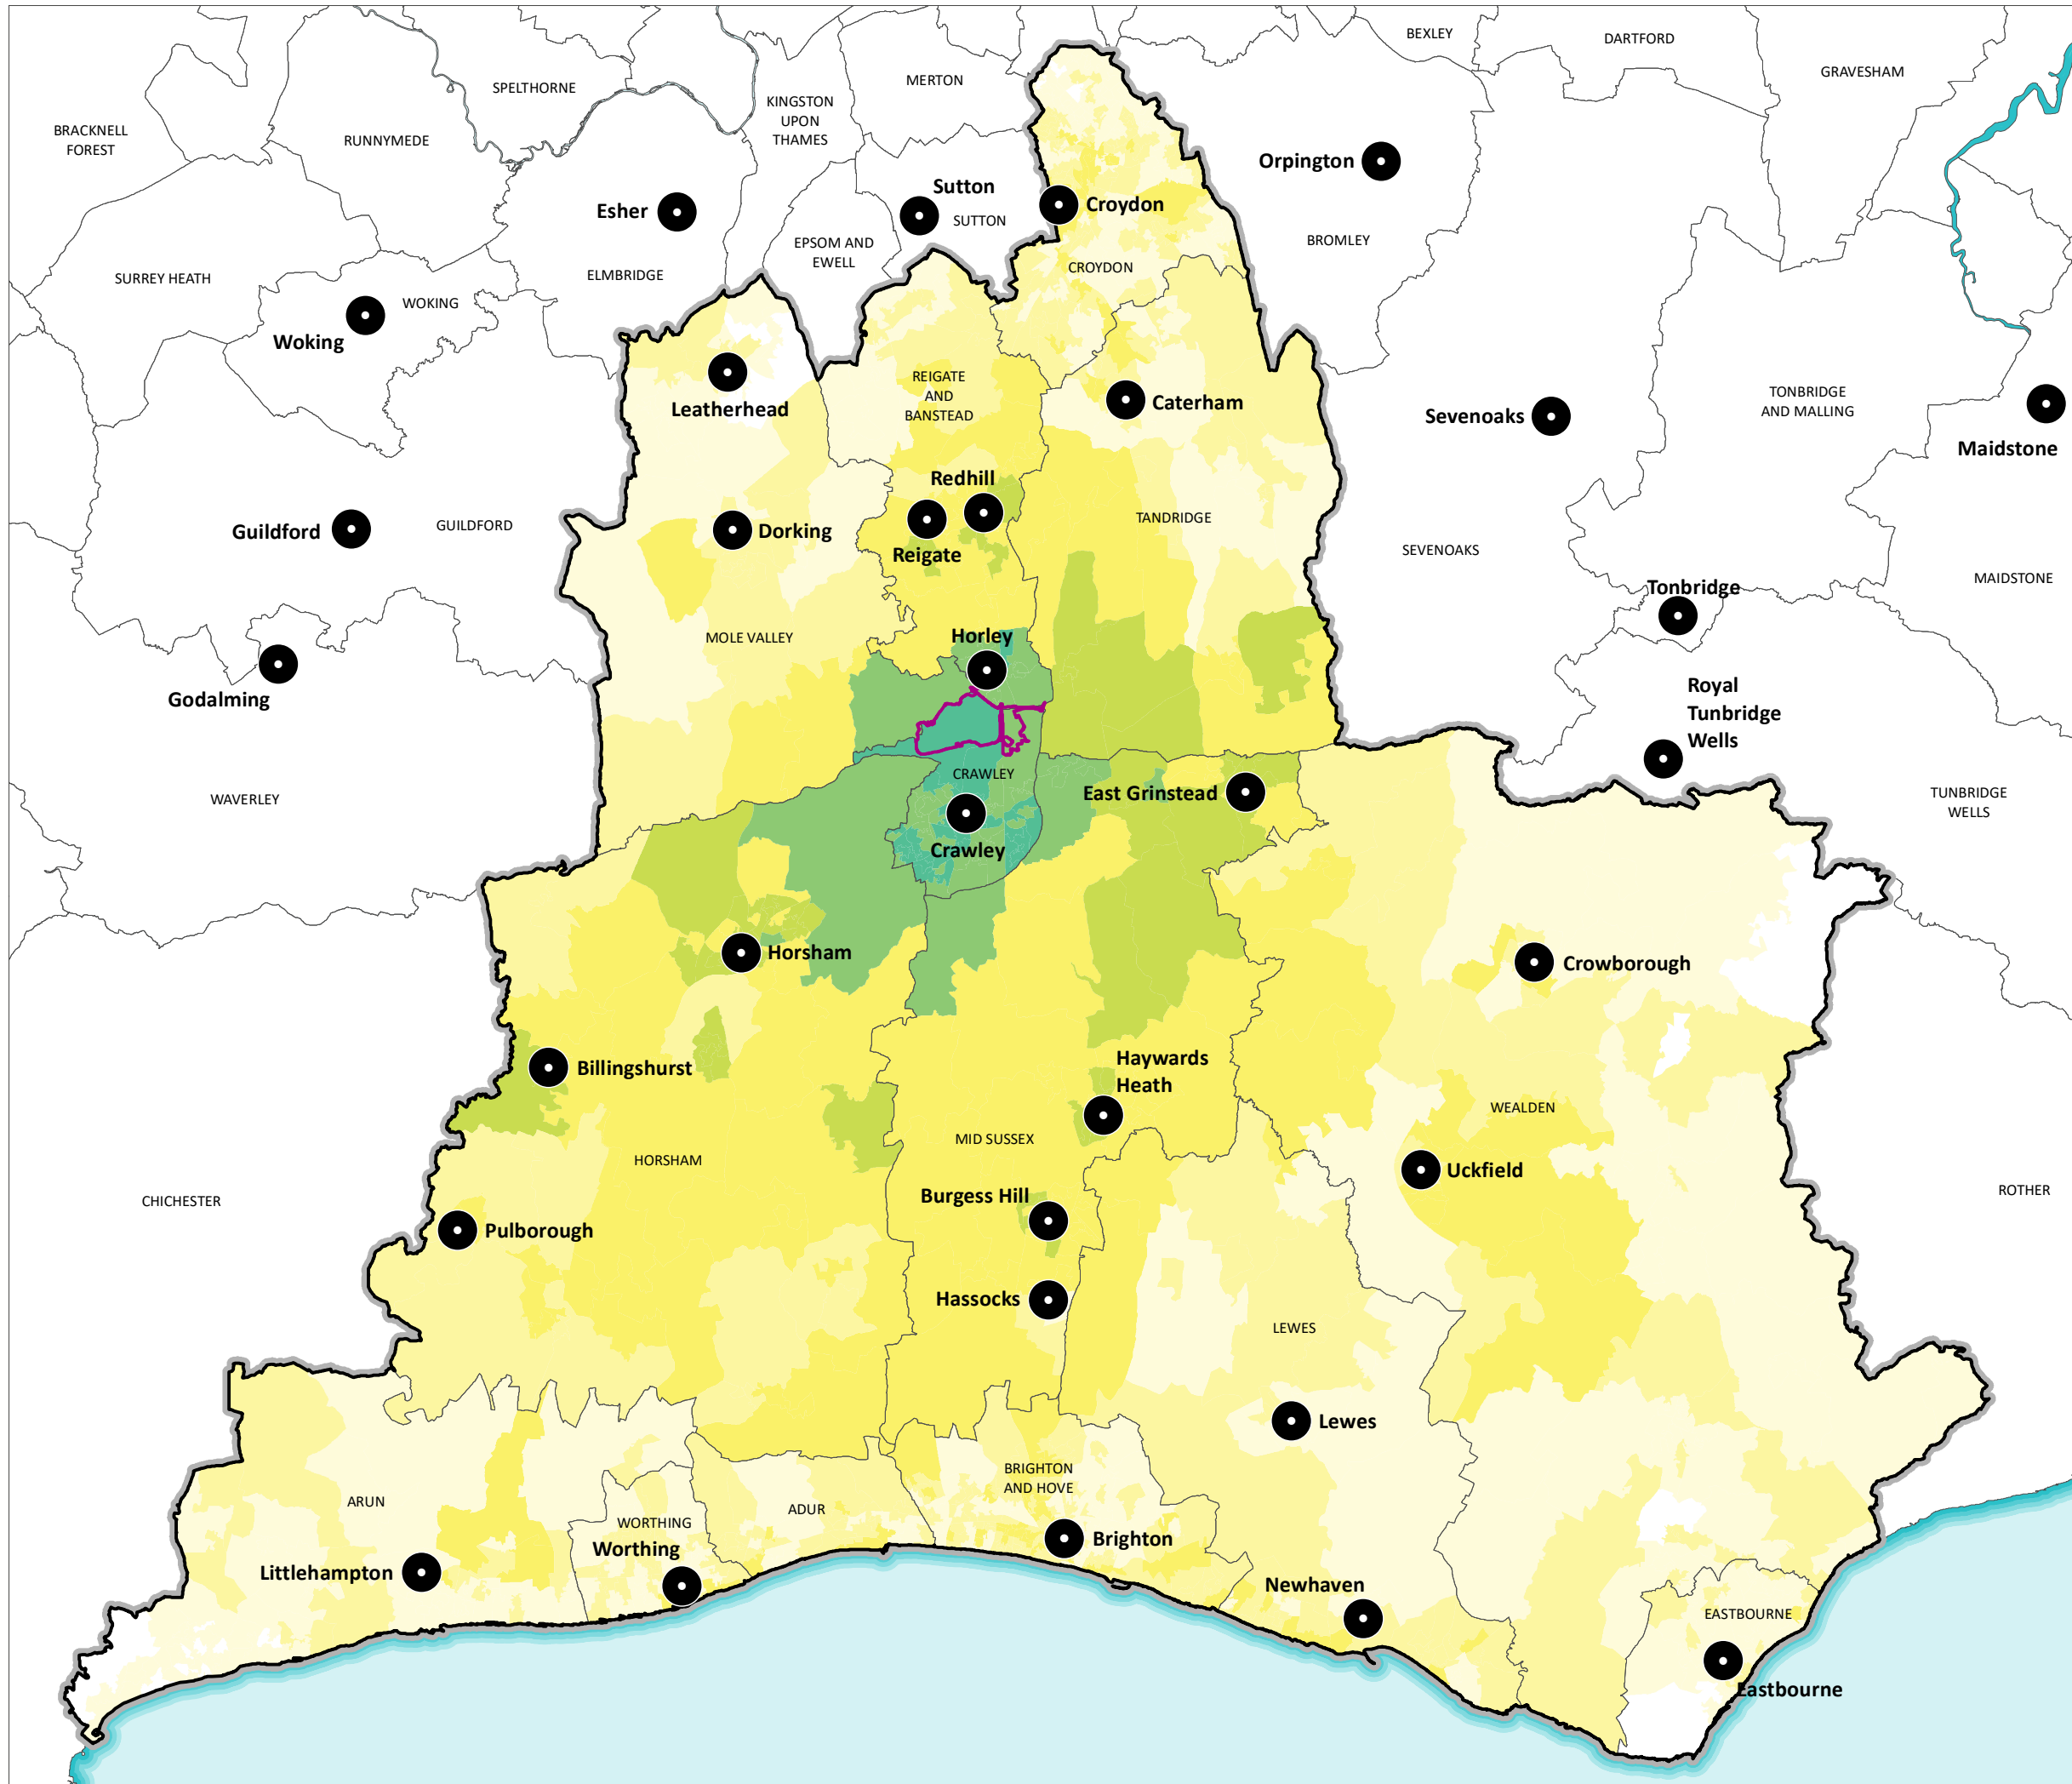 BEXLEY
DARTFORD
GRAVESHAM
MERTON
SPELTHORNE
KINGSTON
UPON
THAMES
BRACKNELL
FOREST
RUNNYMEDE
Orpington
Sutton
SUTTON
Croydon
Esher
BROMLEY
EPSOM AND
EWELL
CROYDON
ELMBRIDGE
SURREY HEATH
WOKING
Woking
REIGATE
AND
BANSTEAD
Leatherhead
Caterham
TONBRIDGE
AND MALLING
Sevenoaks
Maidstone
Redhill
Guildford
GUILDFORD
Dorking
TANDRIDGE
Reigate
SEVENOAKS
MAIDSTONE
Tonbridge
Horley
MOLE VALLEY
Godalming
Royal
Tunbridge
Wells
CRAWLEY
WAVERLEY
East Grinstead
TUNBRIDGE
WELLS
Crawley
Horsham
Crowborough
Billingshurst
Haywards
Heath
WEALDEN
MID SUSSEX
HORSHAM
Uckfield
CHICHESTER
Burgess Hill
ROTHER
Pulborough
Hassocks
LEWES
Lewes
BRIGHTON
AND HOVE
ARUN
ADUR
WORTHING
Worthing
Brighton
Littlehampton
Newhaven
EASTBOURNE
Eastbourne